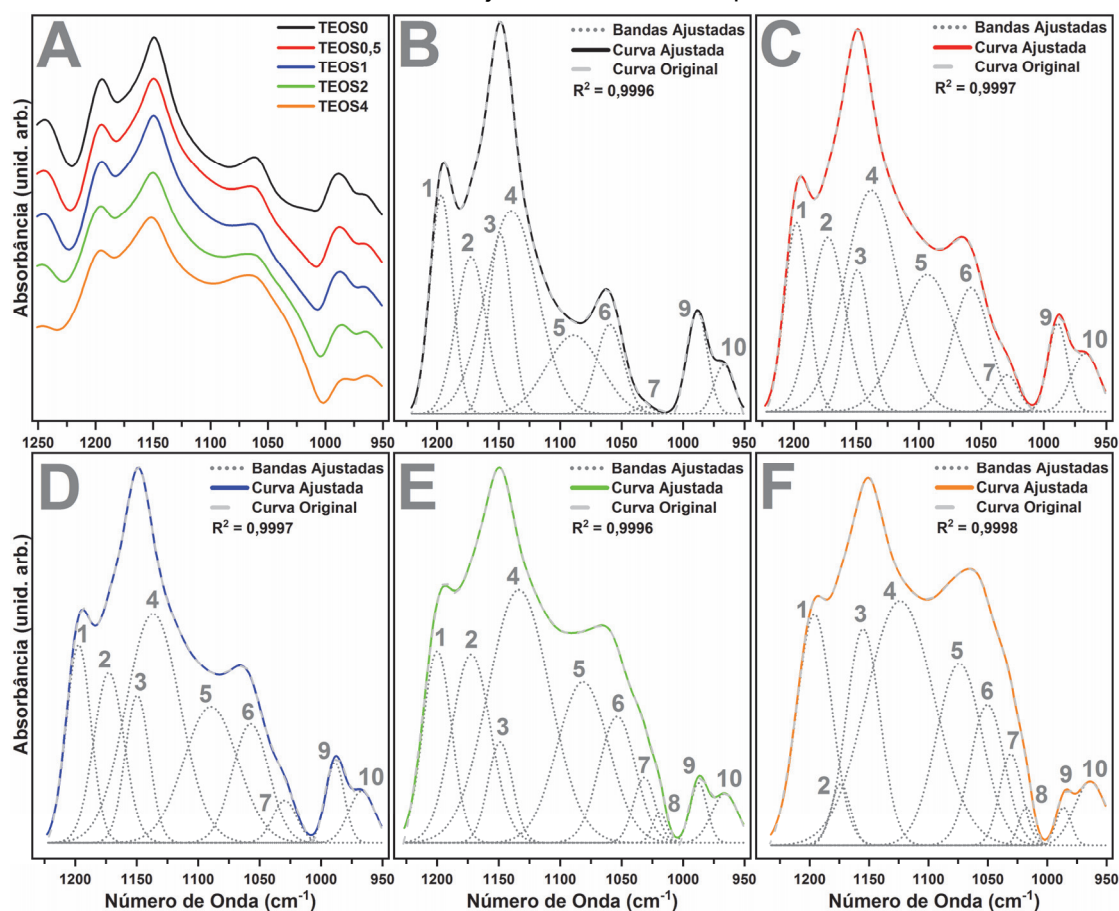 A
TEOS0
TEOS0,5
TEOS1
TEOS2
TEOS4
Absorbância (unid. arb.)
1250 1200 1150 1100 1050 1000 950
B
Bandas Ajustadas
Curva Ajustada
Curva Original
R² = 0,9996
1 2 3 4 5 6 7 9 10
1200 1150 1100 1050 1000 950
C
Bandas Ajustadas
Curva Ajustada
Curva Original
R² = 0,9997
1 2 3 4 5 6 7 9 10
1200 1150 1100 1050 1000 950
D
Bandas Ajustadas
Curva Ajustada
Curva Original
R² = 0,9997
1 2 3 4 5 6 7 9 10
Absorbância (unid. arb.)
1200 1150 1100 1050 1000 950
Número de Onda (cm⁻¹)
E
Bandas Ajustadas
Curva Ajustada
Curva Original
R² = 0,9996
1 2 3 4 5 6 7 8 9 10
1200 1150 1100 1050 1000 950
Número de Onda (cm⁻¹)
F
Bandas Ajustadas
Curva Ajustada
Curva Original
R² = 0,9998
1 2 3 4 5 6 7 8 9 10
1200 1150 1100 1050 1000 950
Número de Onda (cm⁻¹)